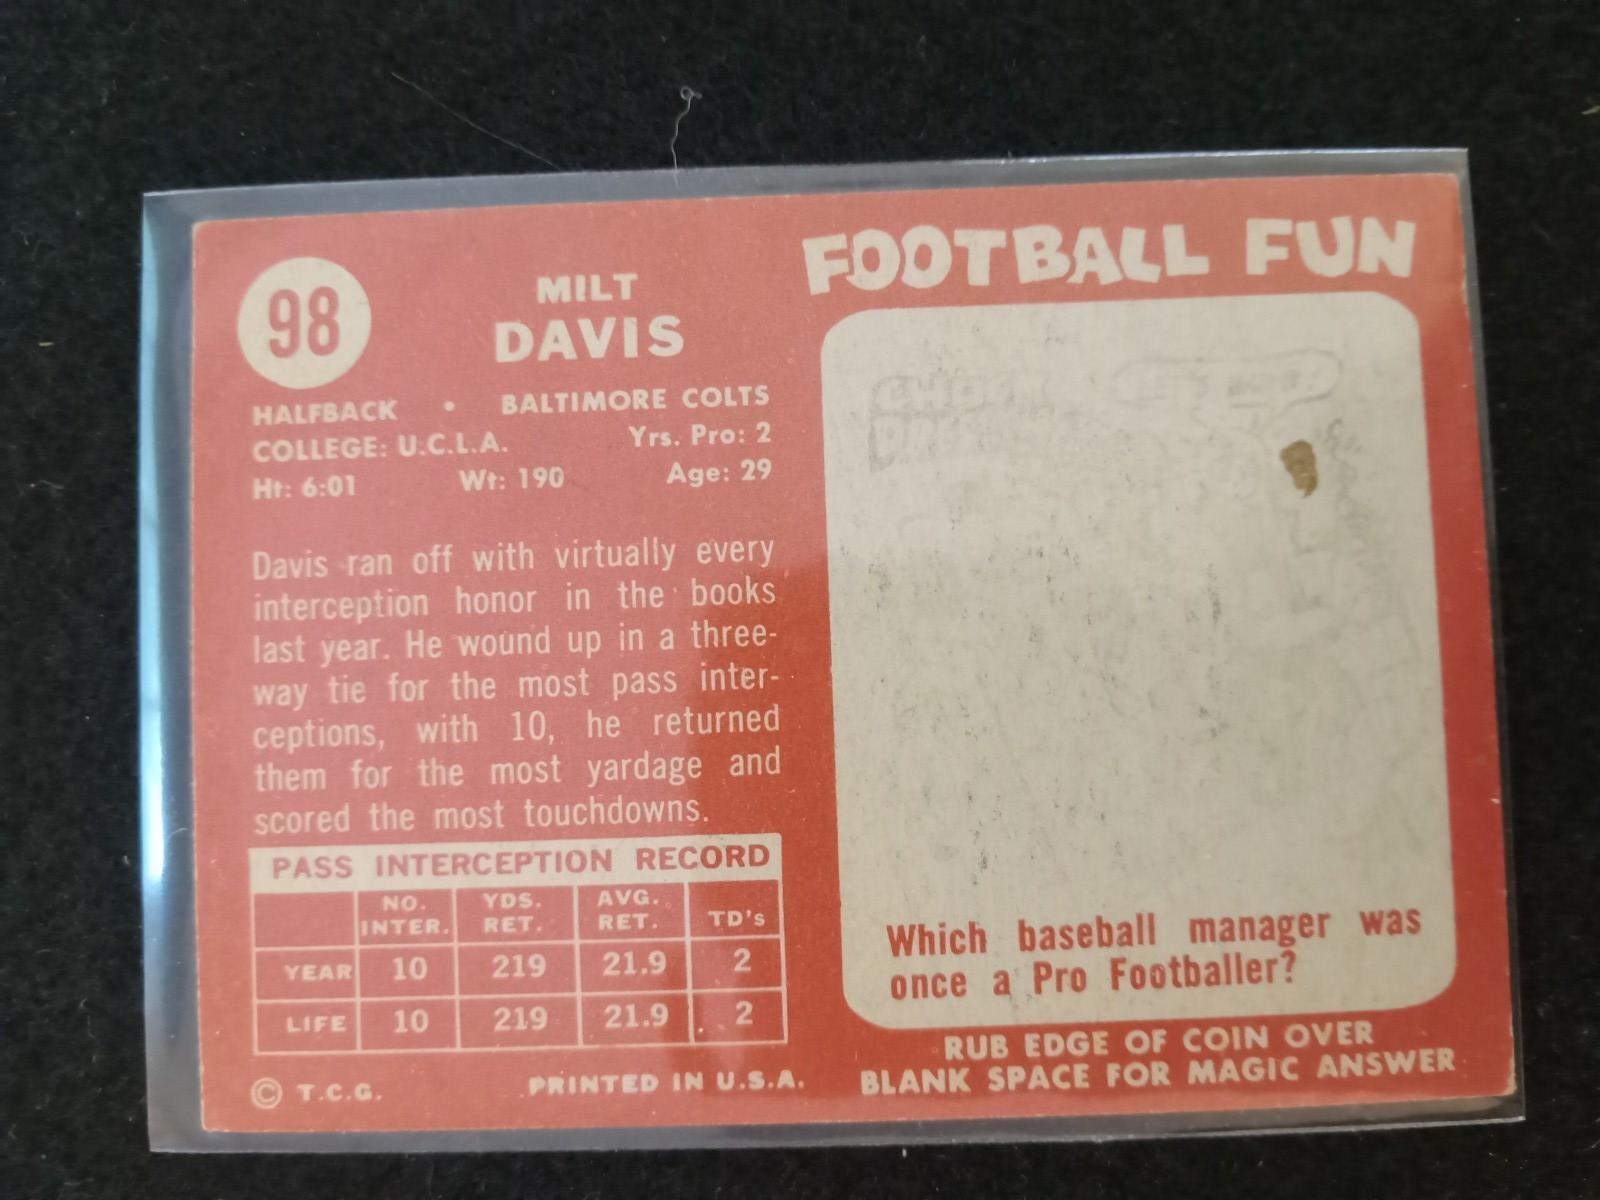 98
MILT
DAVIS
HALFBACK • BALTIMORE COLTS
COLLEGE: U.C.L.A. Yrs. Pro: 2
Ht: 6:01 Wt: 190 Age: 29
Davis ran off with virtually every
interception honor in the books
last year. He wound up in a three-
way tie for the most pass inter-
ceptions, with 10, he returned
them for the most yardage and
scored the most touchdowns.
PASS INTERCEPTION RECORD
NO. INTER. YDS. RET. AVG. RET. TD's
YEAR 10 219 21.9 2
LIFE 10 219 21.9 2
© T.C.G. PRINTED IN U.S.A.
FOOTBALL FUN
CHUCK
Which baseball manager was
once a Pro Footballer?
RUB EDGE OF COIN OVER
BLANK SPACE FOR MAGIC ANSWER